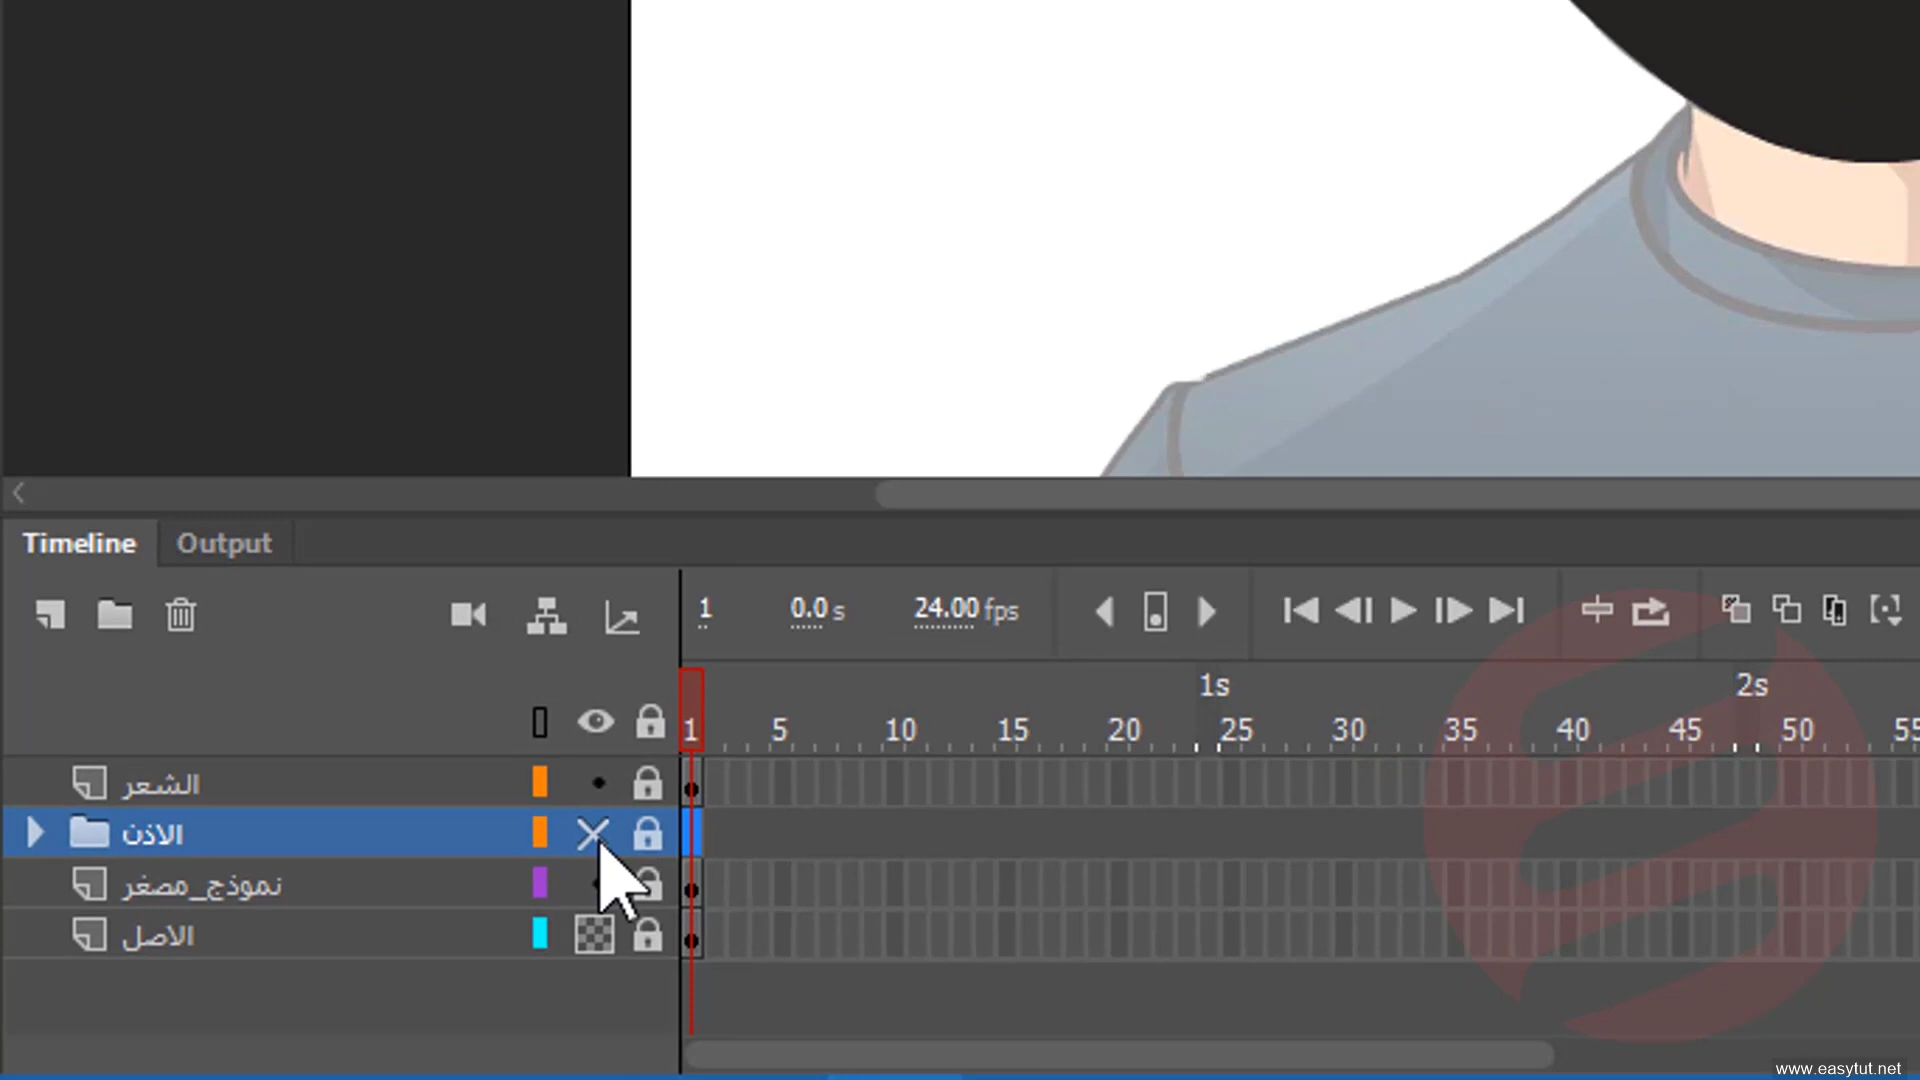 Timeline Output
1 0.0 s 24.00 fps
1s 2s
1 5 10 15 20 25 30 35 40 45 50 55
الشعر
الاذن
نموذج_مصغر
الاصل
www.easytut.net